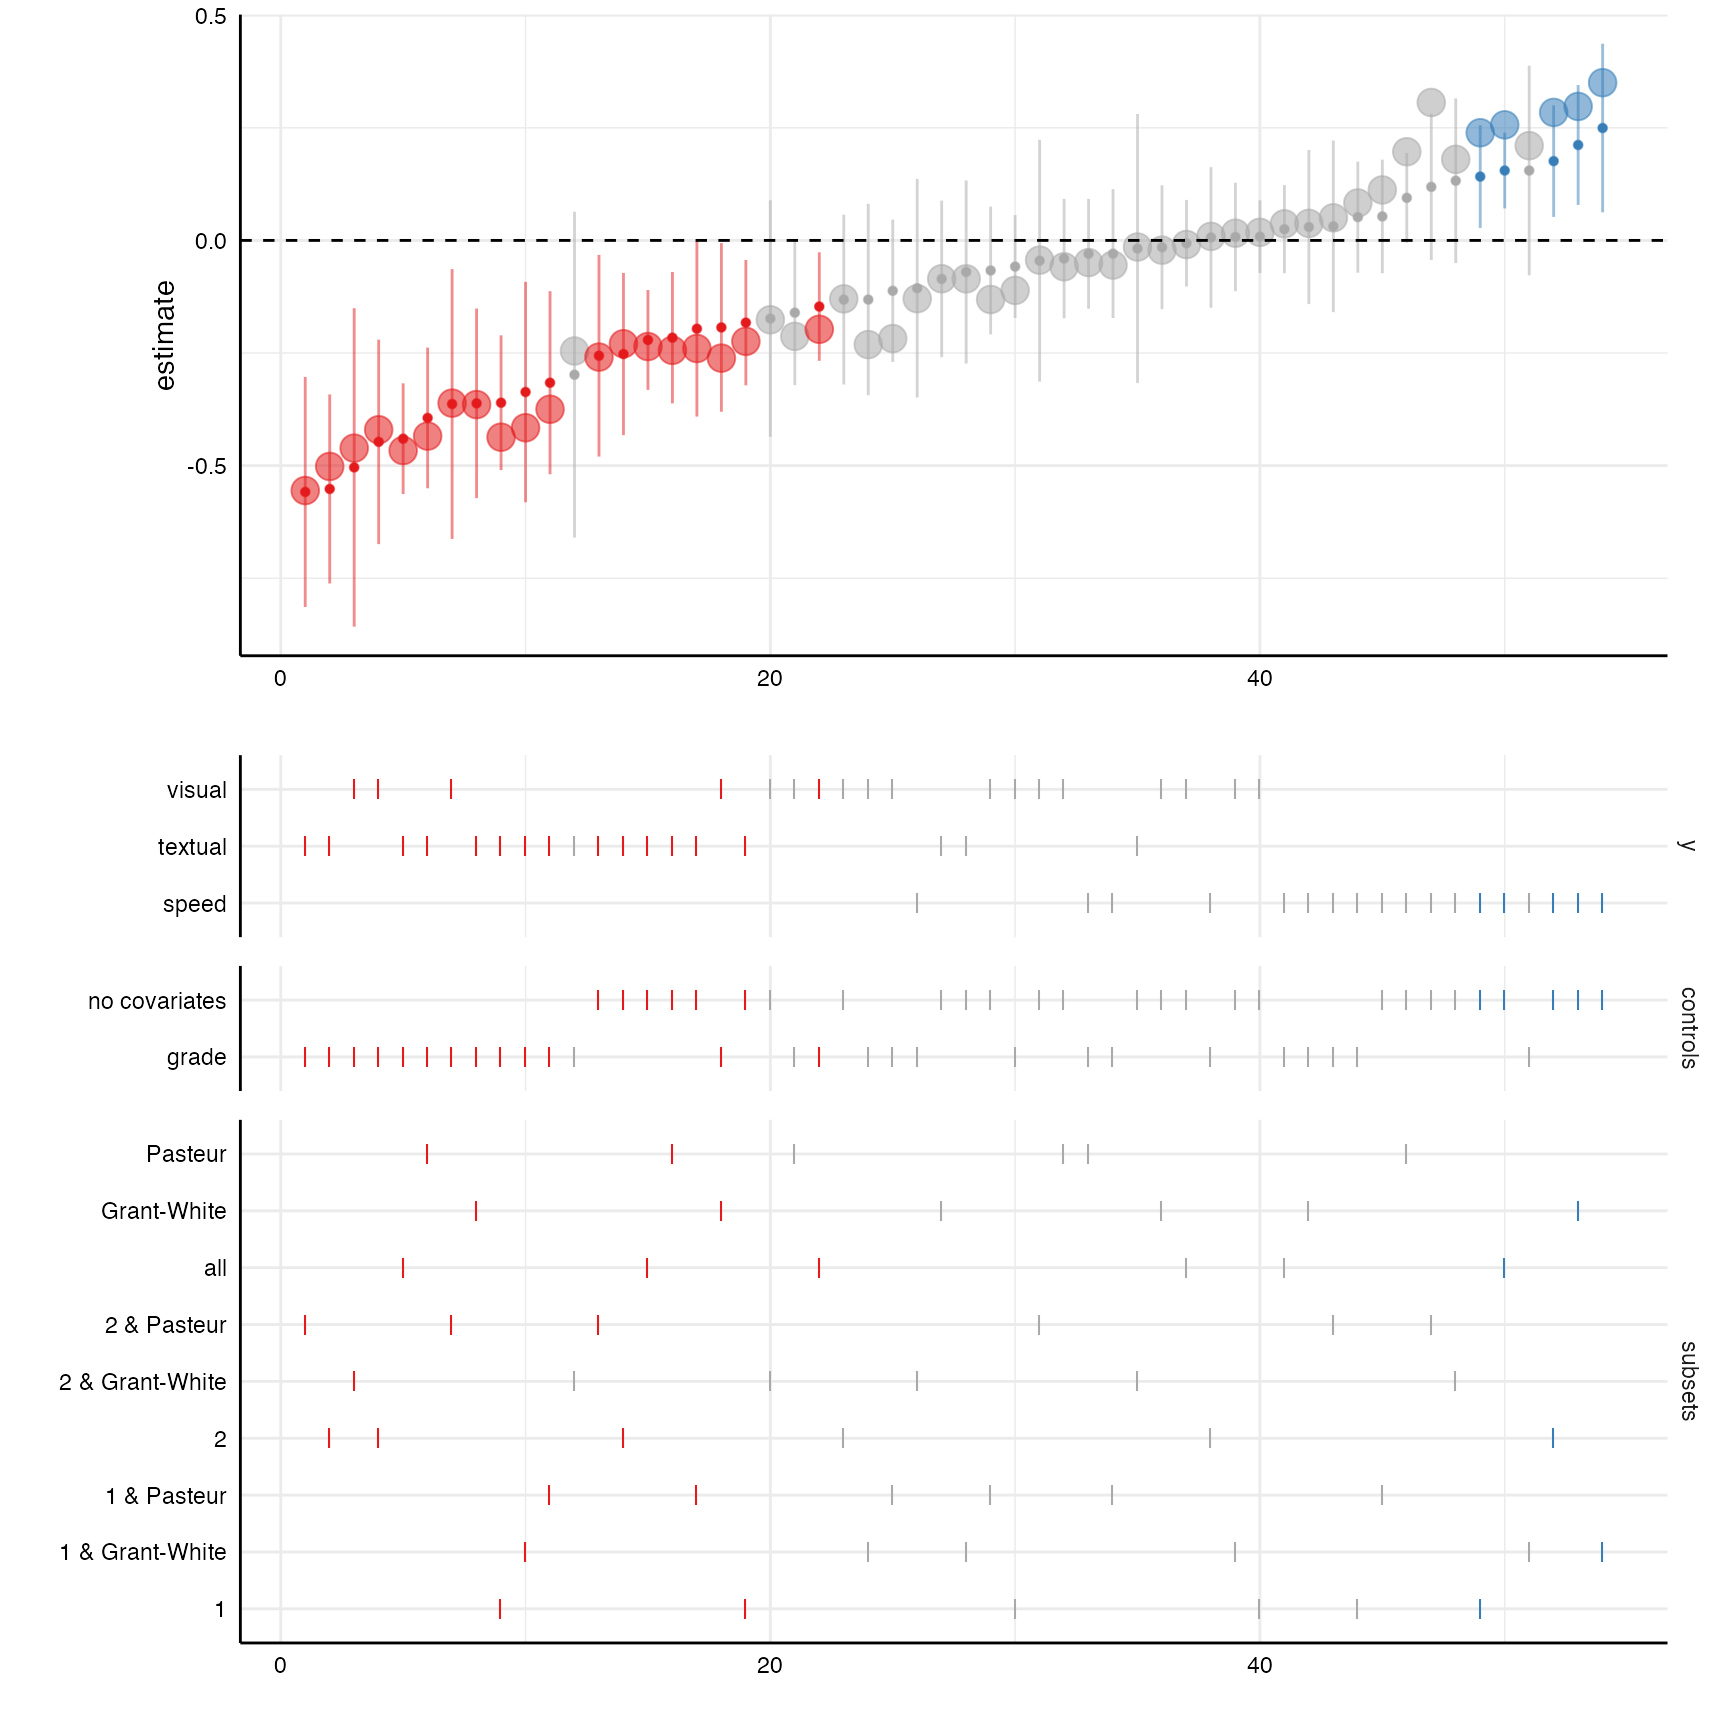 0.5
0.0
-0.5
estimate
0
20
40
visual
textual
speed
y
no covariates
grade
controls
Pasteur
Grant-White
all
2 & Pasteur
2 & Grant-White
2
1 & Pasteur
1 & Grant-White
1
subsets
0
20
40